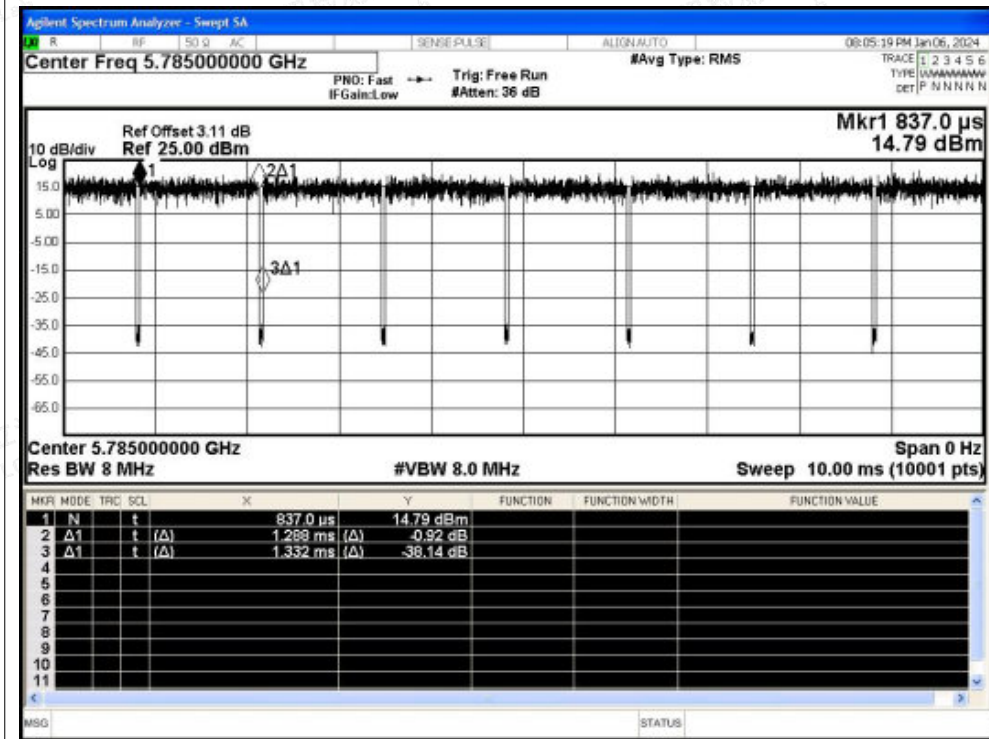 Agilent Spectrum Analyzer - Swept SA
R RF 50 Ω AC SENSE:PULSE ALIGNAUTO 08:05:19 PM Jan 06, 2024
Center Freq 5.785000000 GHz #Avg Type: RMS TRACE 1 2 3 4 5 6
PNO: Fast Trig: Free Run TYPE
IFGain:Low #Atten: 36 dB DET P N N N N N
Mkr1 837.0 µs
Ref Offset 3.11 dB
10 dB/div Ref 25.00 dBm 14.79 dBm
Log
1 2Δ1
15.0
5.00
-5.00
-15.0 3Δ1
-25.0
-35.0
-45.0
-55.0
-65.0
Center 5.785000000 GHz Span 0 Hz
Res BW 8 MHz #VBW 8.0 MHz Sweep 10.00 ms (10001 pts)
MKR MODE TRC SCL X Y FUNCTION FUNCTION WIDTH FUNCTION VALUE
1 N t 837.0 µs 14.79 dBm
2 Δ1 t (Δ) 1.288 ms (Δ) -0.92 dB
3 Δ1 t (Δ) 1.332 ms (Δ) -38.14 dB
4
5
6
7
8
9
10
11
MSG STATUS